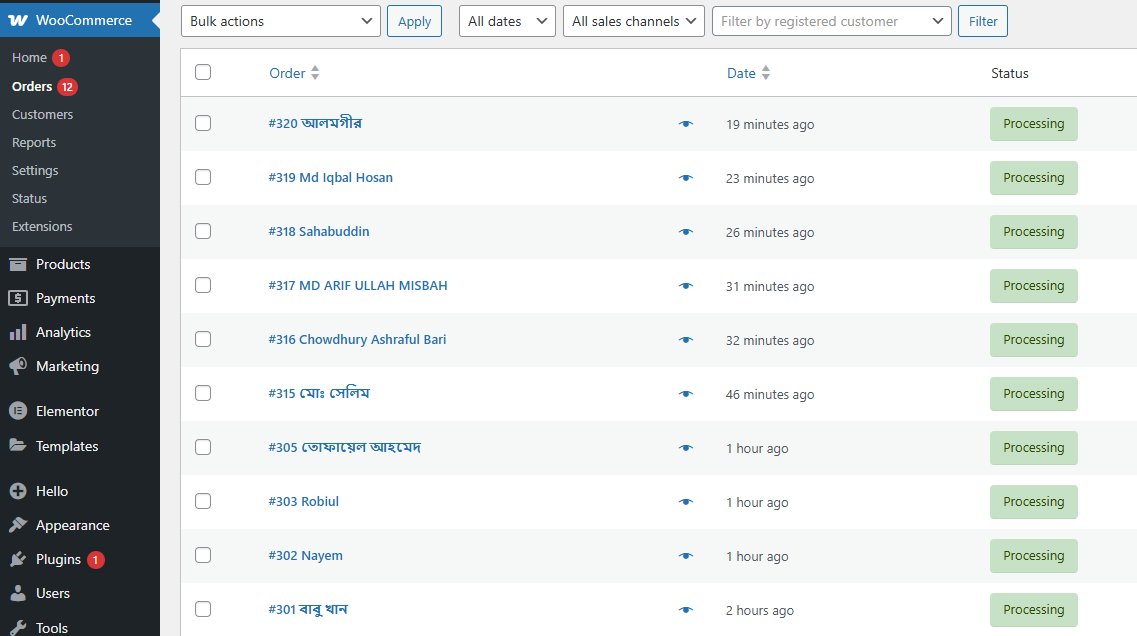 WooCommerce
Home 1
Orders 12
Customers
Reports
Settings
Status
Extensions
Products
Payments
Analytics
Marketing
Elementor
Templates
Hello
Appearance
Plugins 1
Users
Tools
Bulk actions Apply All dates All sales channels Filter by registered customer Filter
Order Date Status
#320 আলমগীর 19 minutes ago Processing
#319 Md Iqbal Hosan 23 minutes ago Processing
#318 Sahabuddin 26 minutes ago Processing
#317 MD ARIF ULLAH MISBAH 31 minutes ago Processing
#316 Chowdhury Ashraful Bari 32 minutes ago Processing
#315 মোঃ সেলিম 46 minutes ago Processing
#305 তোফায়েল আহমেদ 1 hour ago Processing
#303 Robiul 1 hour ago Processing
#302 Nayem 1 hour ago Processing
#301 বাবু খান 2 hours ago Processing